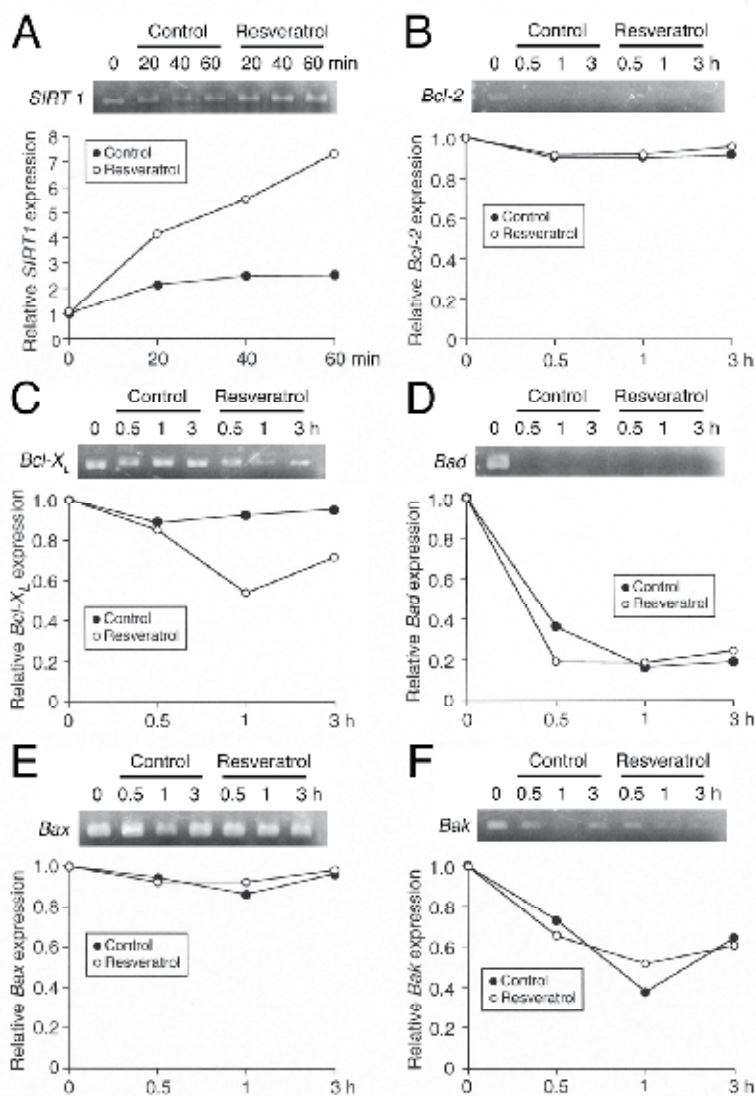 A
Control Resveratrol
0 20 40 60 20 40 60 min
SIRT 1
Relative SIRT1 expression
8
7
6
5
4
3
2
1
0
Control
Resveratrol
0 20 40 60 min
B
Control Resveratrol
0 0.5 1 3 0.5 1 3 h
Bcl-2
Relative Bcl-2 expression
1.0
0.8
0.6
0.4
0.2
0
Control
Resveratrol
0 0.5 1 3 h
C
Control Resveratrol
0 0.5 1 3 0.5 1 3 h
Bcl-XL
Relative Bcl-XL expression
1.0
0.8
0.6
0.4
0.2
0
Control
Resveratrol
0 0.5 1 3 h
D
Control Resveratrol
0 0.5 1 3 0.5 1 3 h
Bad
Relative Bad expression
1.0
0.8
0.6
0.4
0.2
0
Control
Resveratrol
0 0.5 1 3 h
E
Control Resveratrol
0 0.5 1 3 0.5 1 3 h
Bax
Relative Bax expression
1.0
0.8
0.6
0.4
0.2
0
Control
Resveratrol
0 0.5 1 3 h
F
Control Resveratrol
0 0.5 1 3 0.5 1 3 h
Bak
Relative Bak expression
1.0
0.8
0.6
0.4
0.2
0
Control
Resveratrol
0 0.5 1 3 h